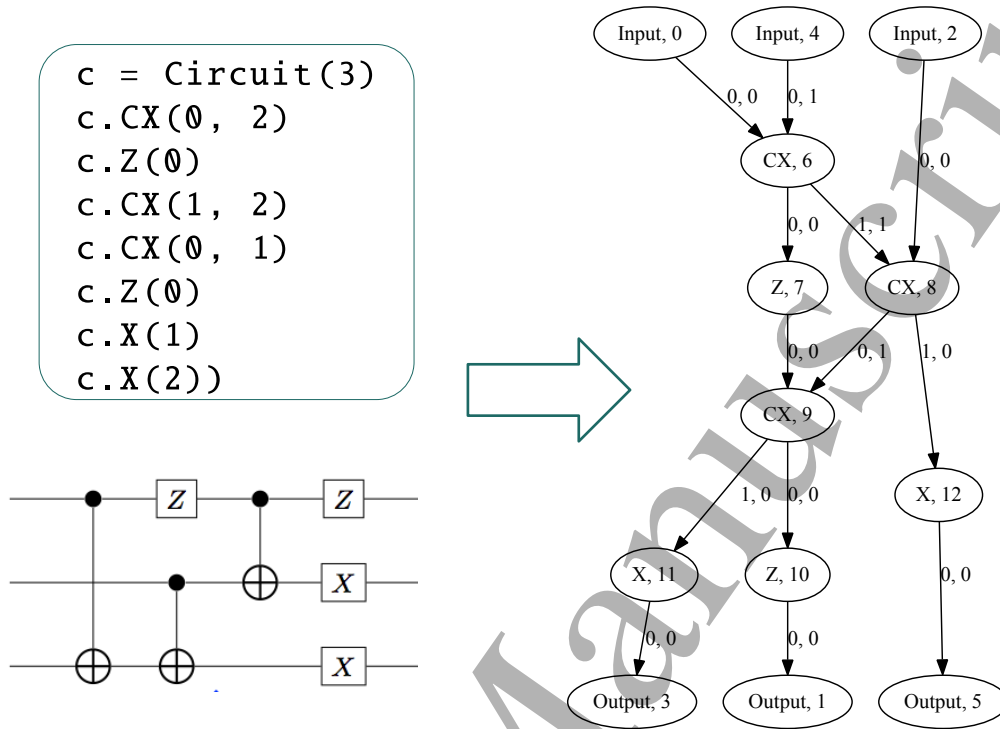 c = Circuit(3)
c.CX(0, 2)
c.Z(0)
c.CX(1, 2)
c.CX(0, 1)
c.Z(0)
c.X(1)
c.X(2))
Z
Z
X
X
Input, 0
Input, 4
Input, 2
0, 0
0, 1
CX, 6
0, 0
0, 0
1, 1
Z, 7
CX, 8
0, 0
0, 1
1, 0
CX, 9
1, 0
0, 0
X, 12
X, 11
Z, 10
0, 0
0, 0
0, 0
Output, 3
Output, 1
Output, 5
Manuscri